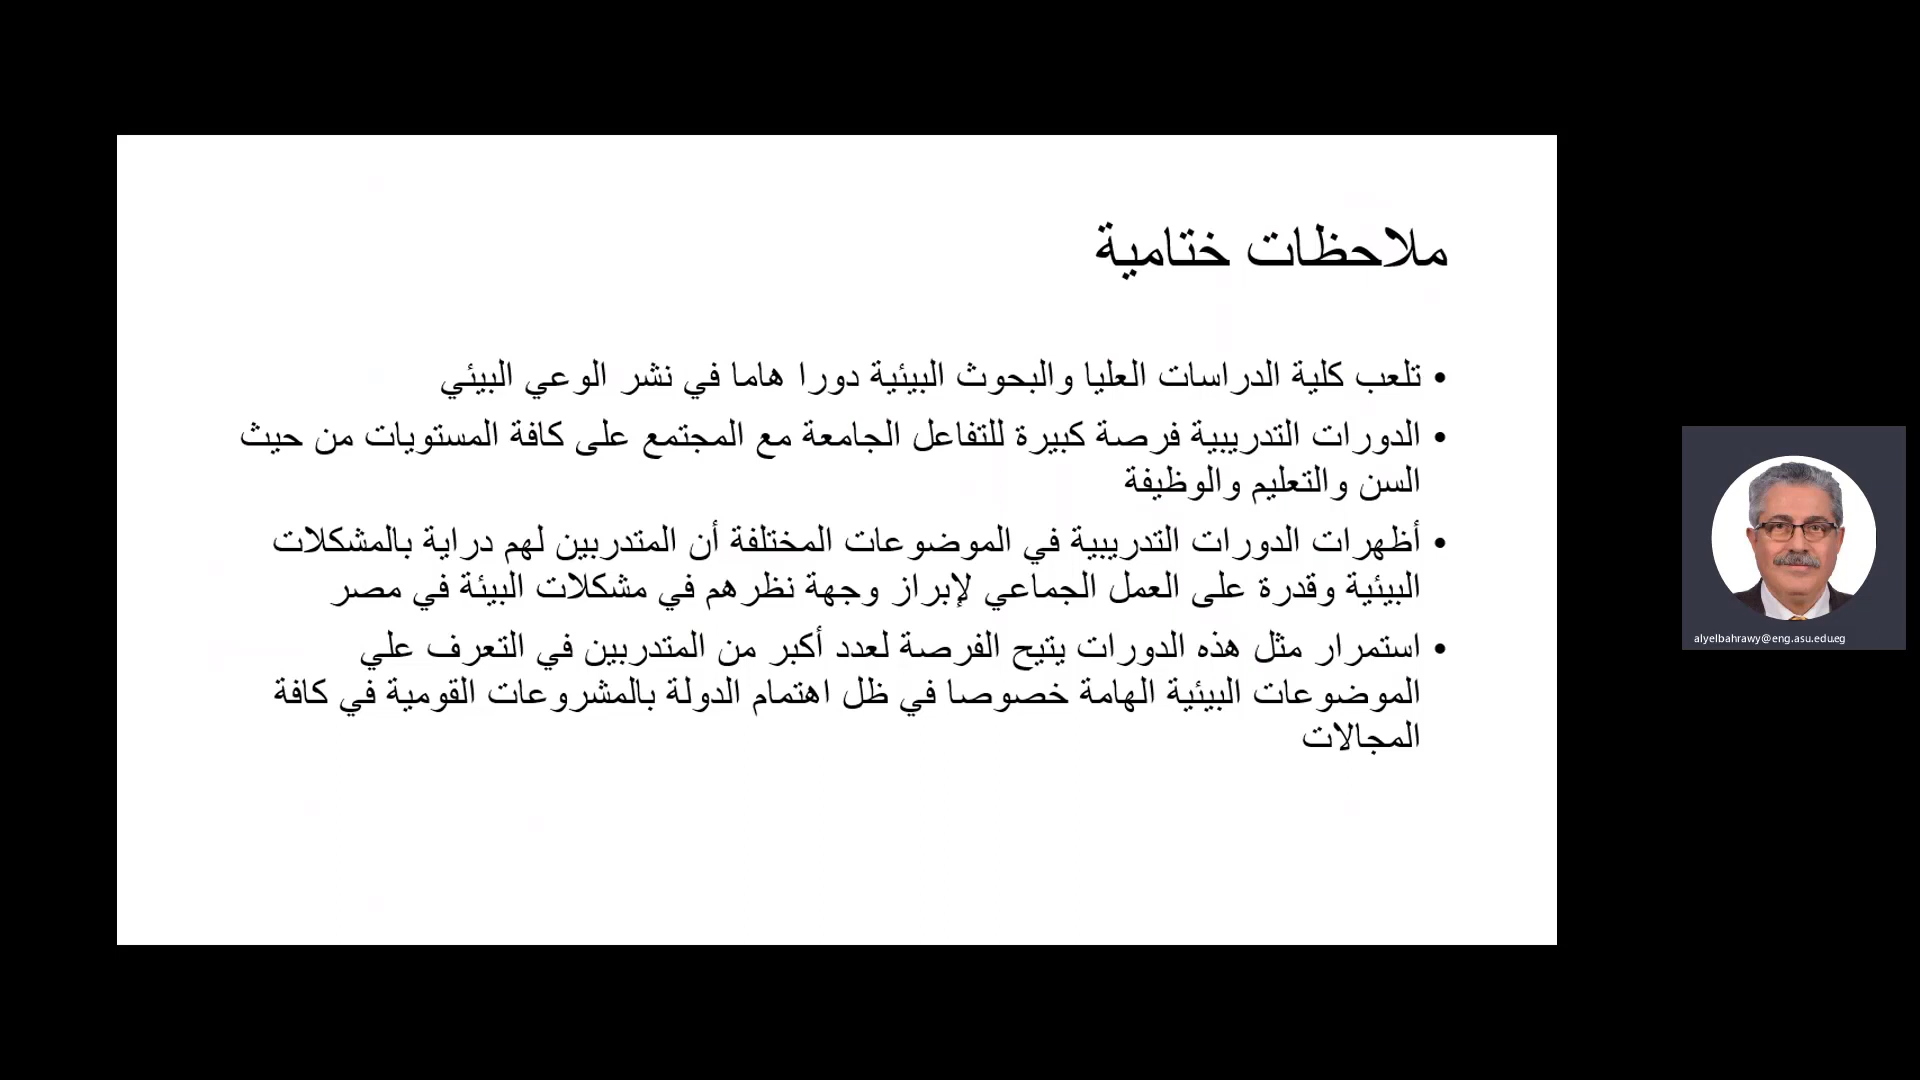 ملاحظات ختامية
• تلعب كلية الدراسات العليا والبحوث البيئية دورا هاما في نشر الوعي البيئي
• الدورات التدريبية فرصة كبيرة للتفاعل الجامعة مع المجتمع على كافة المستويات من حيث
السن والتعليم والوظيفة
• أظهرات الدورات التدريبية في الموضوعات المختلفة أن المتدربين لهم دراية بالمشكلات
البيئية وقدرة على العمل الجماعي لإبراز وجهة نظرهم في مشكلات البيئة في مصر
• استمرار مثل هذه الدورات يتيح الفرصة لعدد أكبر من المتدربين في التعرف علي
الموضوعات البيئية الهامة خصوصا في ظل اهتمام الدولة بالمشروعات القومية في كافة
المجالات
alyelbahrawy@eng.asu.edu.eg